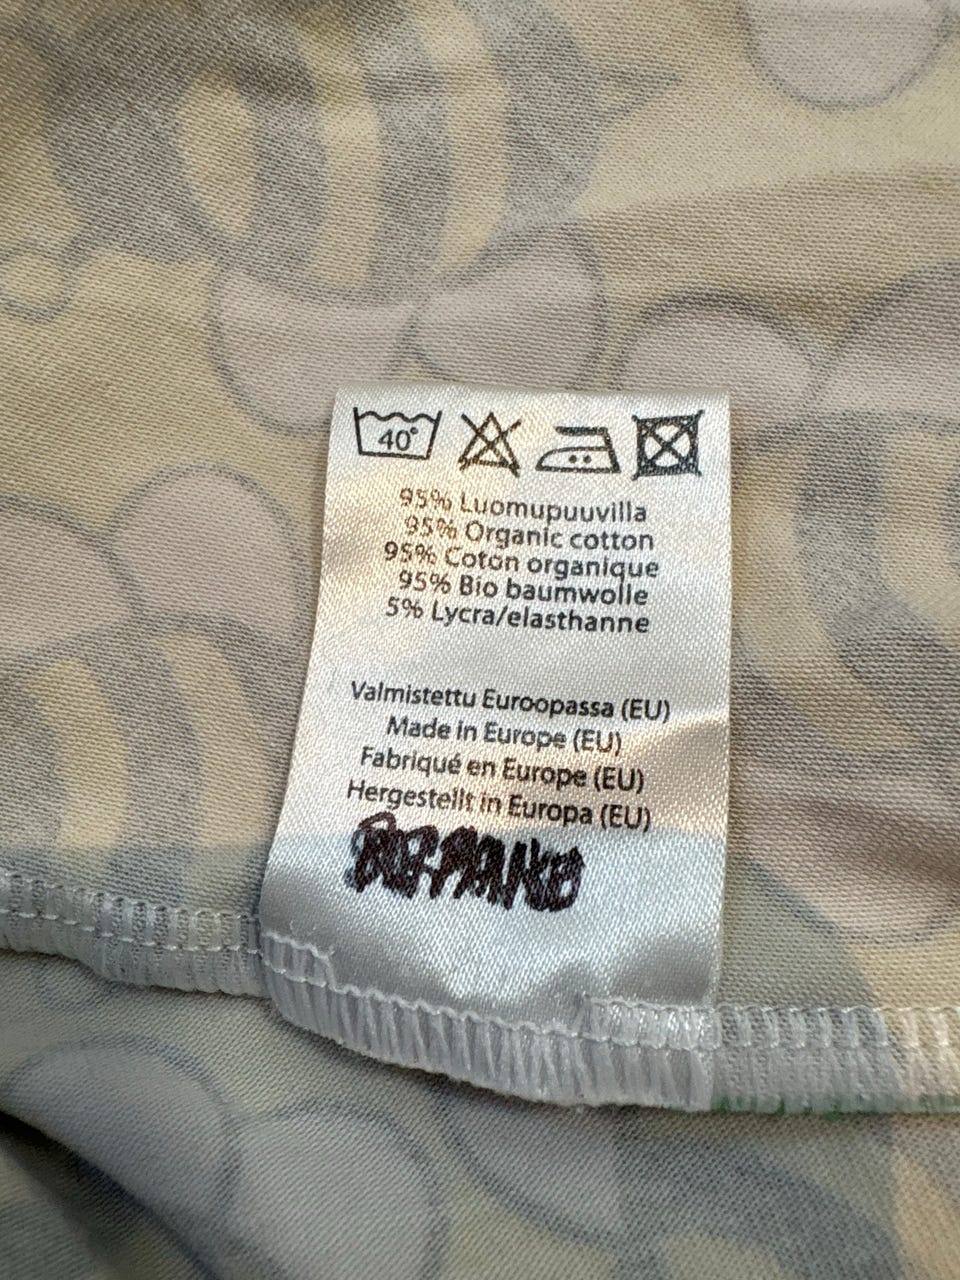 40°
95% Luomupuuvilla
95% Organic cotton
95% Coton organique
95% Bio baumwolle
5% Lycra/elasthanne
Valmistettu Euroopassa (EU)
Made in Europe (EU)
Fabriqué en Europe (EU)
Hergestellt in Europa (EU)